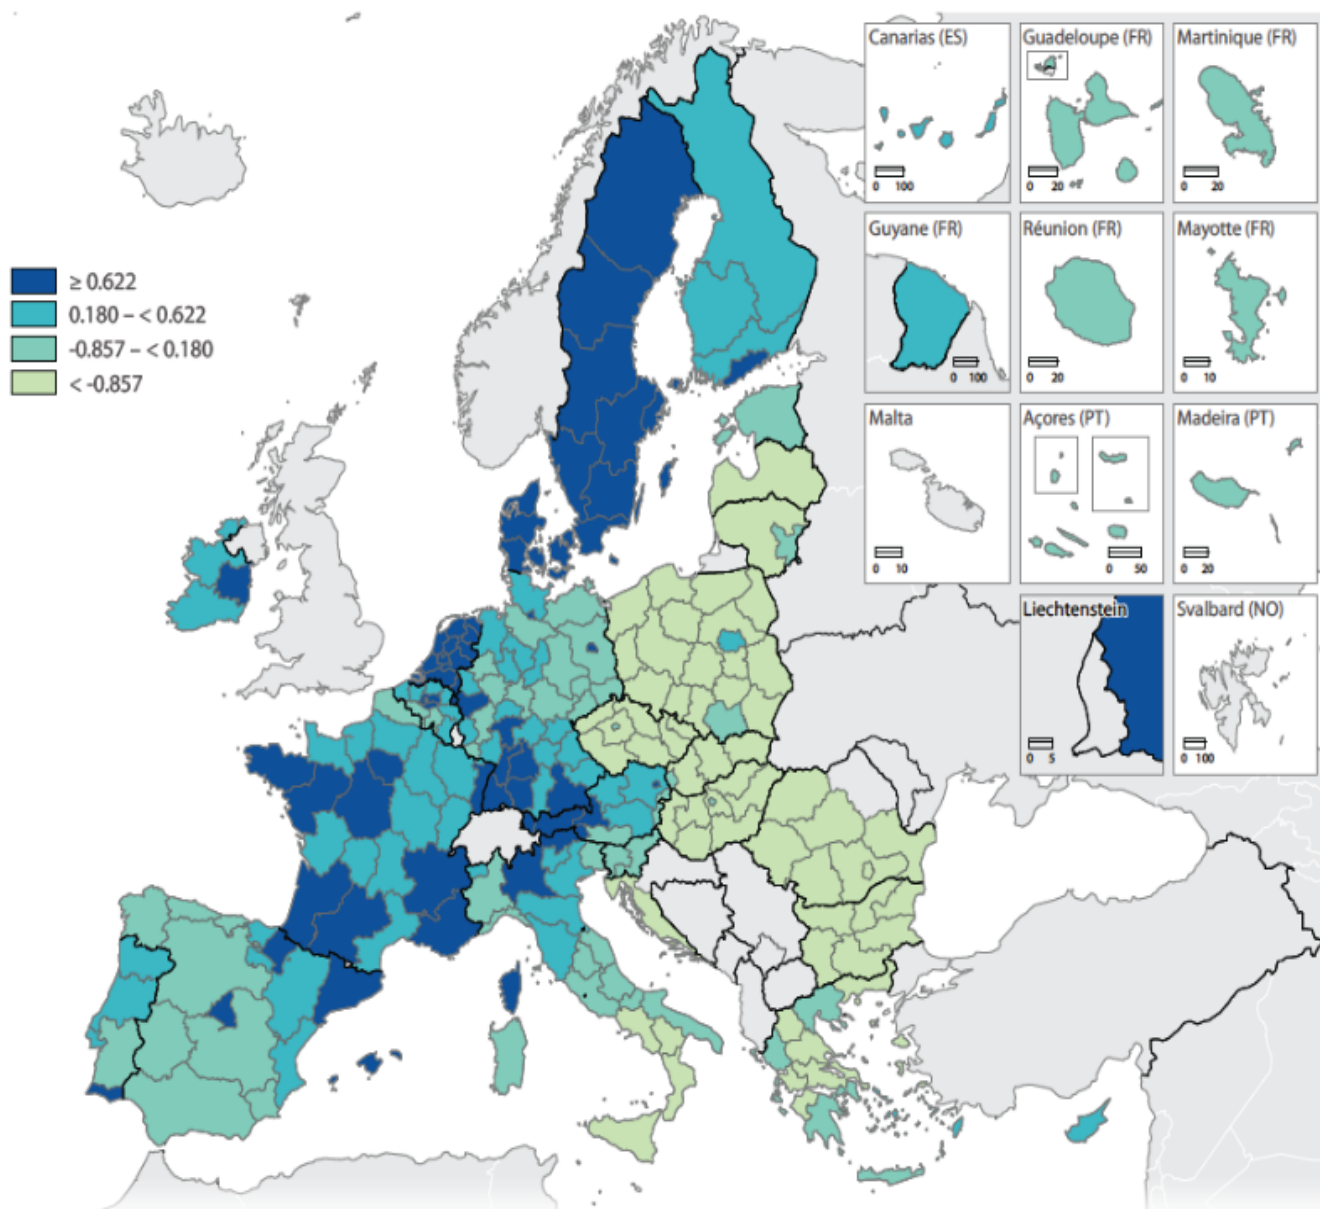 ≥ 0.622
0.180 – < 0.622
-0.857 – < 0.180
< -0.857
Canarias (ES)
0 100
Guadeloupe (FR)
0 20
Martinique (FR)
0 20
Guyane (FR)
0 100
Réunion (FR)
0 20
Mayotte (FR)
0 10
Malta
0 10
Açores (PT)
0 50
Madeira (PT)
0 20
Liechtenstein
0 5
Svalbard (NO)
0 100